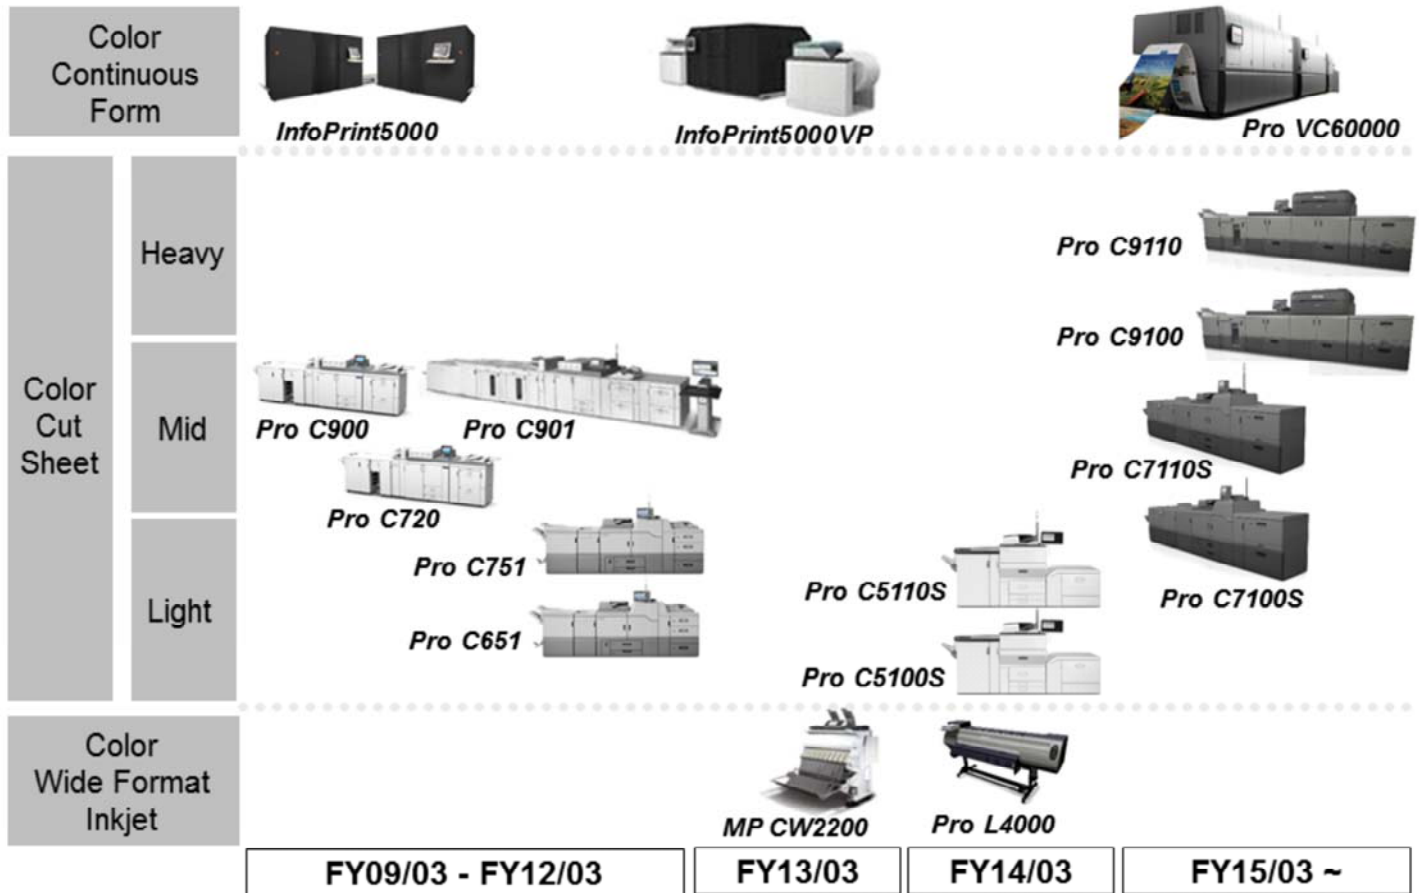 Color
Continuous
Form
InfoPrint5000
InfoPrint5000VP
Pro VC60000
Color
Cut
Sheet
Heavy
Pro C9110
Pro C9100
Mid
Pro C900
Pro C901
Pro C7110S
Pro C720
Light
Pro C751
Pro C5110S
Pro C7100S
Pro C651
Pro C5100S
Color
Wide Format
Inkjet
MP CW2200
Pro L4000
FY09/03 - FY12/03
FY13/03
FY14/03
FY15/03 ~